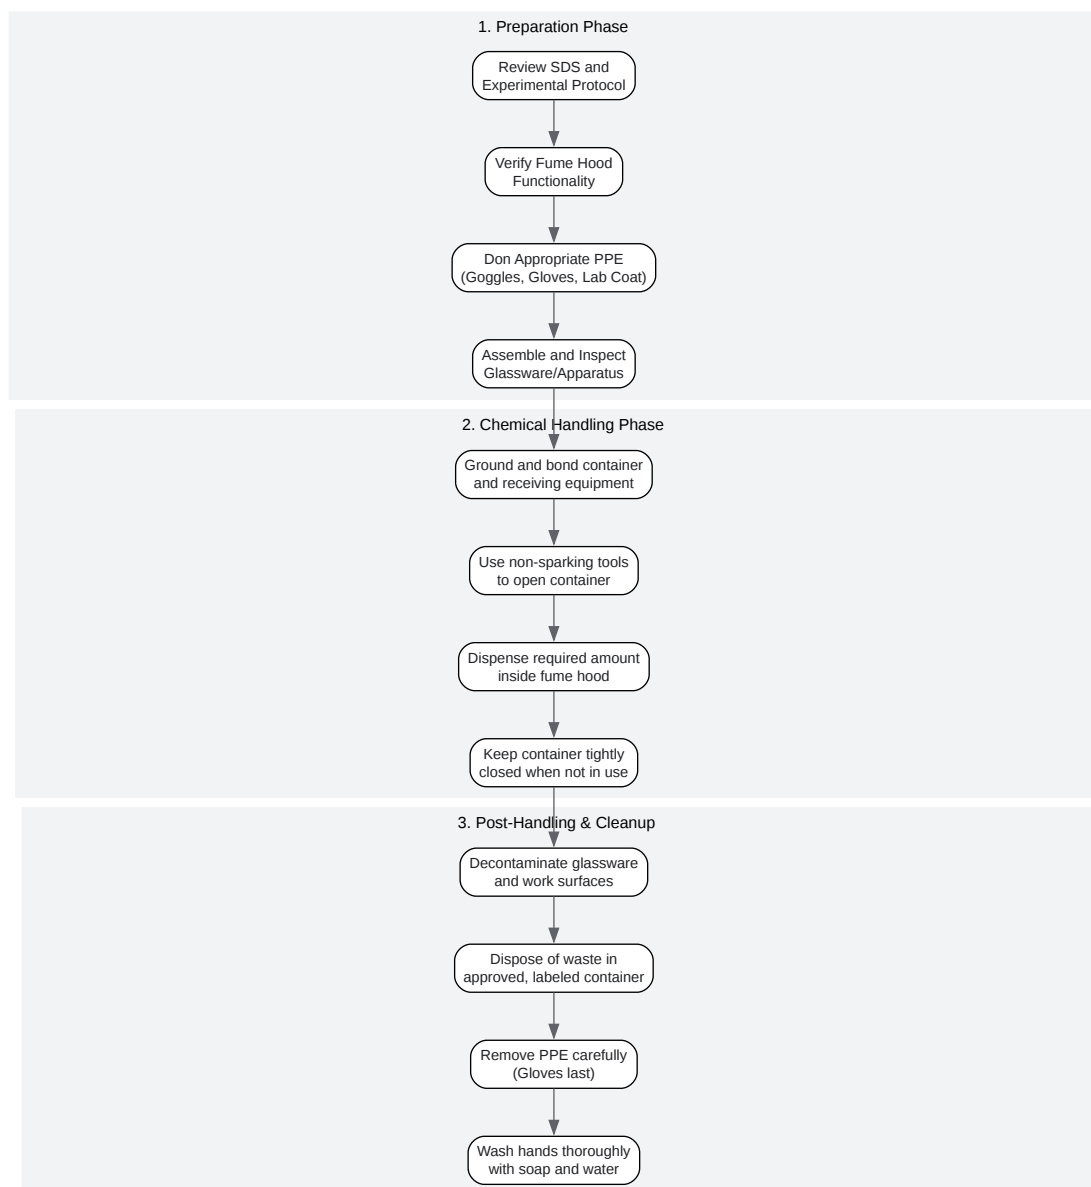 1. Preparation Phase
Review SDS and
Experimental Protocol
Verify Fume Hood
Functionality
Don Appropriate PPE
(Goggles, Gloves, Lab Coat)
Assemble and Inspect
Glassware/Apparatus
2. Chemical Handling Phase
Ground and bond container
and receiving equipment
Use non-sparking tools
to open container
Dispense required amount
inside fume hood
Keep container tightly
closed when not in use
3. Post-Handling & Cleanup
Decontaminate glassware
and work surfaces
Dispose of waste in
approved, labeled container
Remove PPE carefully
(Gloves last)
Wash hands thoroughly
with soap and water